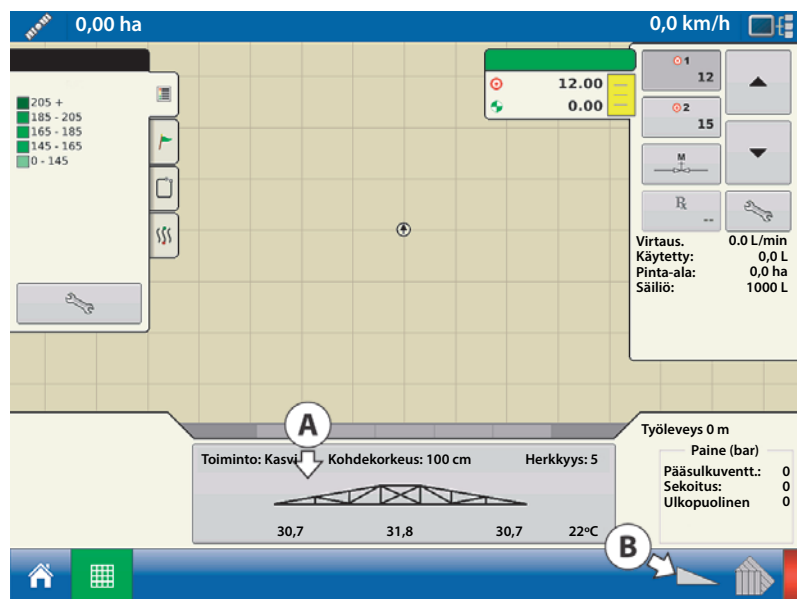 0,00 ha
0,0 km/h
205 +
185 - 205
165 - 185
145 - 165
0 - 145
12.00
0.00
1
12
2
15
M
Rx
--
Virtaus. 0.0 L/min
Käytetty: 0,0 L
Pinta-ala: 0,0 ha
Säiliö: 1000 L
A
Toiminto: Kasvi Kohdekorkeus: 100 cm Herkkyys: 5
30,7 31,8 30,7 22ºC
Työleveys 0 m
Paine (bar)
Pääsulkuventt.: 0
Sekoitus: 0
Ulkopuolinen 0
B